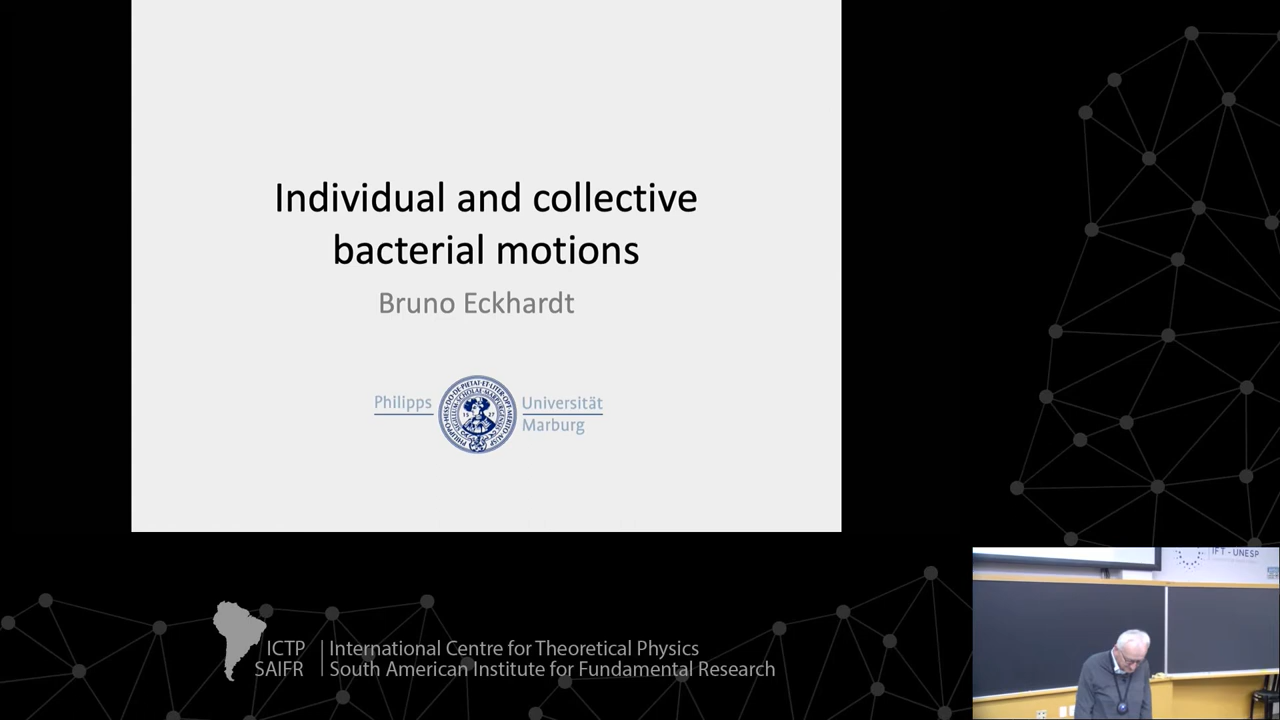 Individual and collective
bacterial motions
Bruno Eckhardt
Philipps
Universität
Marburg
IFT - UNESP
ICTP
SAIFR
International Centre for Theoretical Physics
South American Institute for Fundamental Research